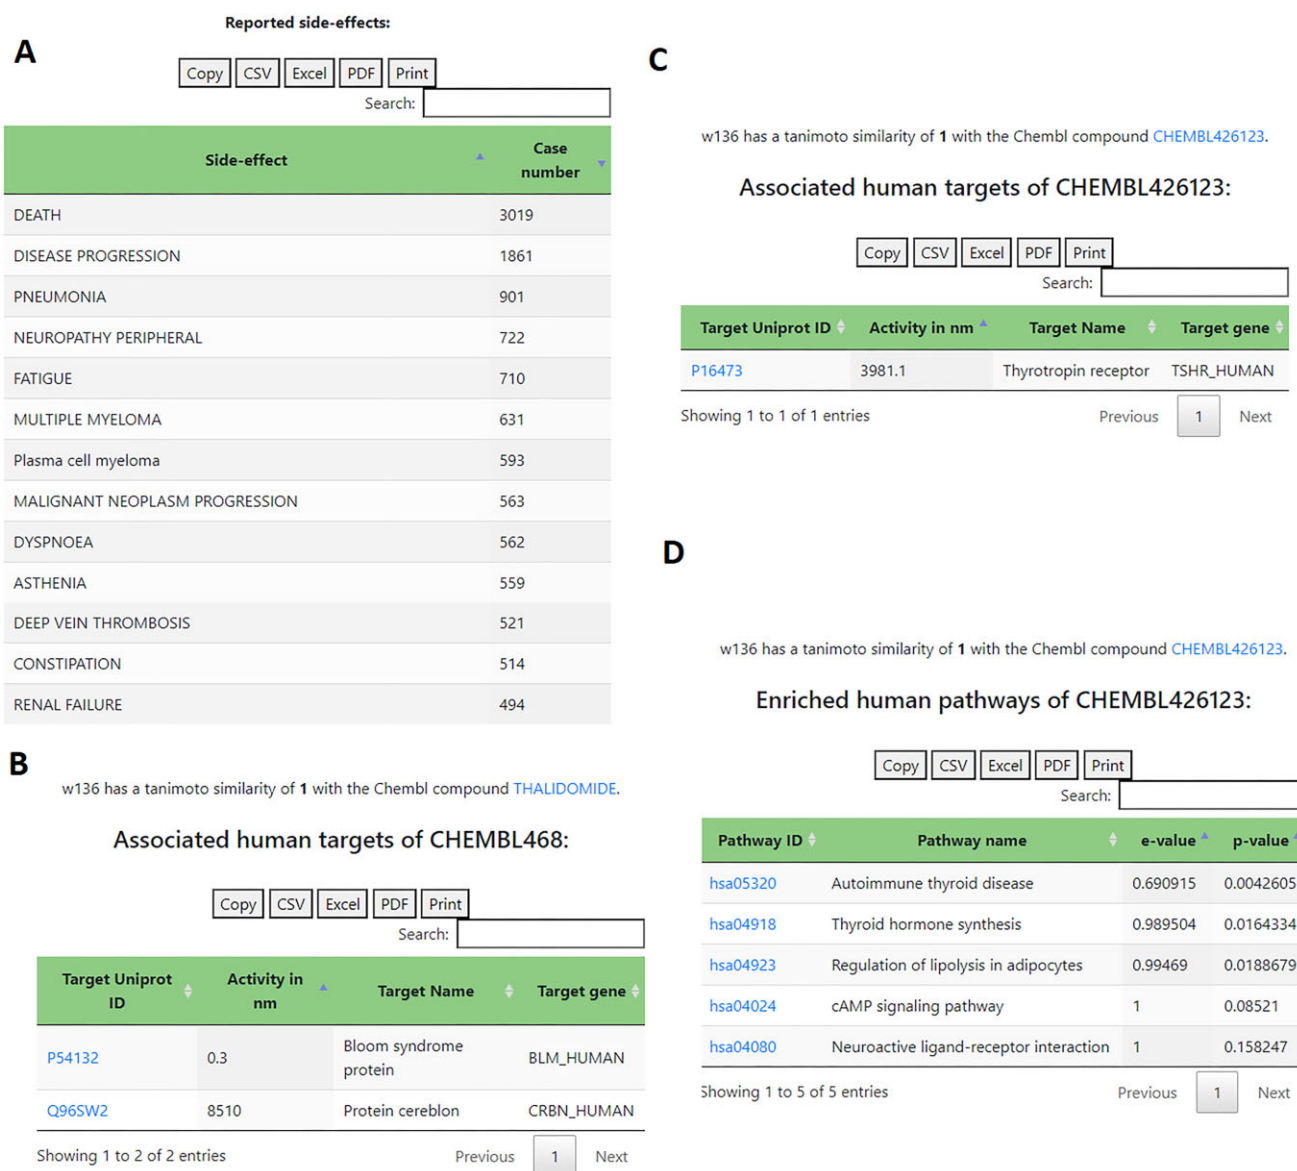 Reported side-effects:
A
Copy CSV Excel PDF Print
Search:
Side-effect Case number
DEATH 3019
DISEASE PROGRESSION 1861
PNEUMONIA 901
NEUROPATHY PERIPHERAL 722
FATIGUE 710
MULTIPLE MYELOMA 631
Plasma cell myeloma 593
MALIGNANT NEOPLASM PROGRESSION 563
DYSPNOEA 562
ASTHENIA 559
DEEP VEIN THROMBOSIS 521
CONSTIPATION 514
RENAL FAILURE 494
B
w136 has a tanimoto similarity of 1 with the Chembl compound THALIDOMIDE.
Associated human targets of CHEMBL468:
Copy CSV Excel PDF Print
Search:
Target Uniprot ID Activity in nm Target Name Target gene
P54132 0.3 Bloom syndrome protein BLM_HUMAN
Q96SW2 8510 Protein cereblon CRBN_HUMAN
Showing 1 to 2 of 2 entries Previous 1 Next
C
w136 has a tanimoto similarity of 1 with the Chembl compound CHEMBL426123.
Associated human targets of CHEMBL426123:
Copy CSV Excel PDF Print
Search:
Target Uniprot ID Activity in nm Target Name Target gene
P16473 3981.1 Thyrotropin receptor TSHR_HUMAN
Showing 1 to 1 of 1 entries Previous 1 Next
D
w136 has a tanimoto similarity of 1 with the Chembl compound CHEMBL426123.
Enriched human pathways of CHEMBL426123:
Copy CSV Excel PDF Print
Search:
Pathway ID Pathway name e-value p-value
hsa05320 Autoimmune thyroid disease 0.690915 0.0042605
hsa04918 Thyroid hormone synthesis 0.989504 0.0164334
hsa04923 Regulation of lipolysis in adipocytes 0.99469 0.0188679
hsa04024 cAMP signaling pathway 1 0.08521
hsa04080 Neuroactive ligand-receptor interaction 1 0.158247
Showing 1 to 5 of 5 entries Previous 1 Next